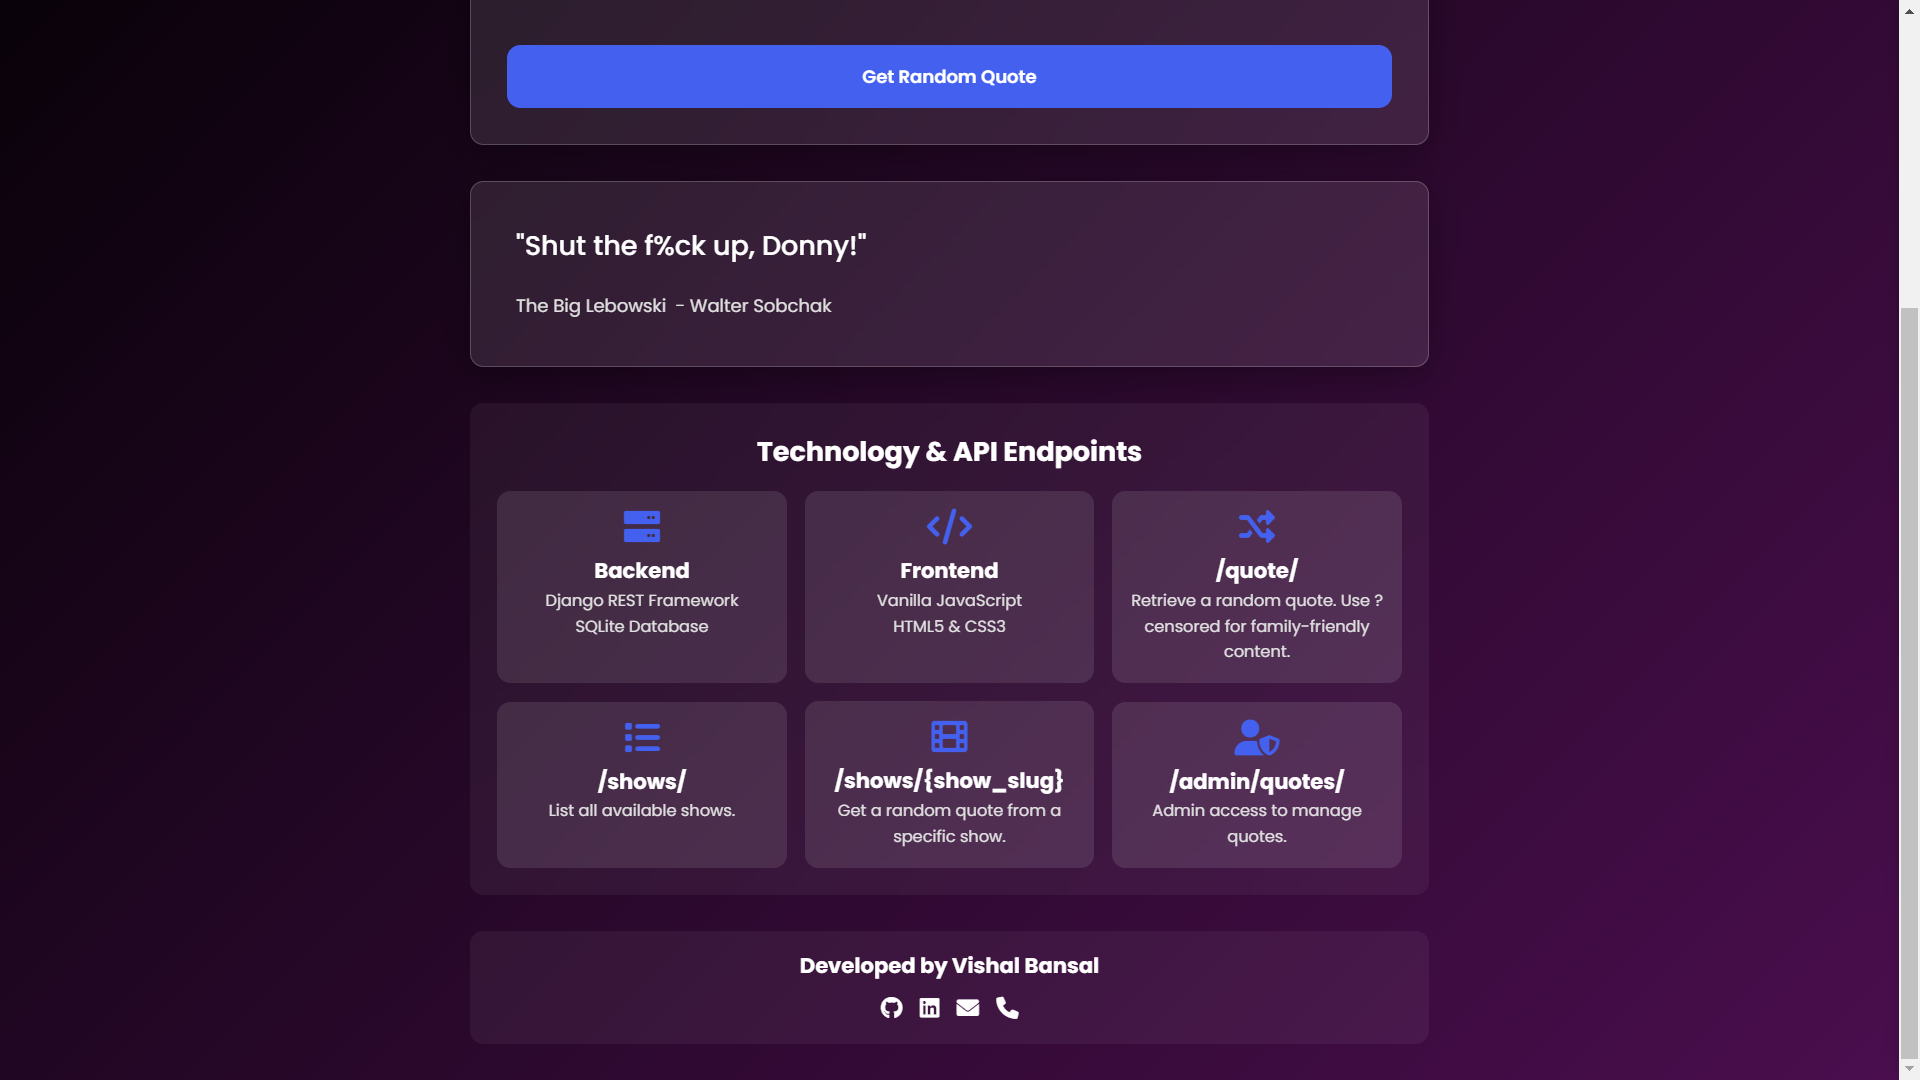 Get Random Quote
"Shut the f%ck up, Donny!"
The Big Lebowski - Walter Sobchak
Technology & API Endpoints
Backend
Django REST Framework
SQLite Database
Frontend
Vanilla JavaScript
HTML5 & CSS3
/quote/
Retrieve a random quote. Use ?
censored for family-friendly
content.
/shows/
List all available shows.
/shows/{show_slug}
Get a random quote from a
specific show.
/admin/quotes/
Admin access to manage
quotes.
Developed by Vishal Bansal